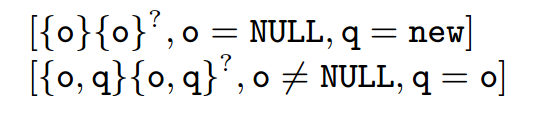 [{o}{o}?, o = NULL, q = new]
[{o, q}{o, q}?, o ≠ NULL, q = o]